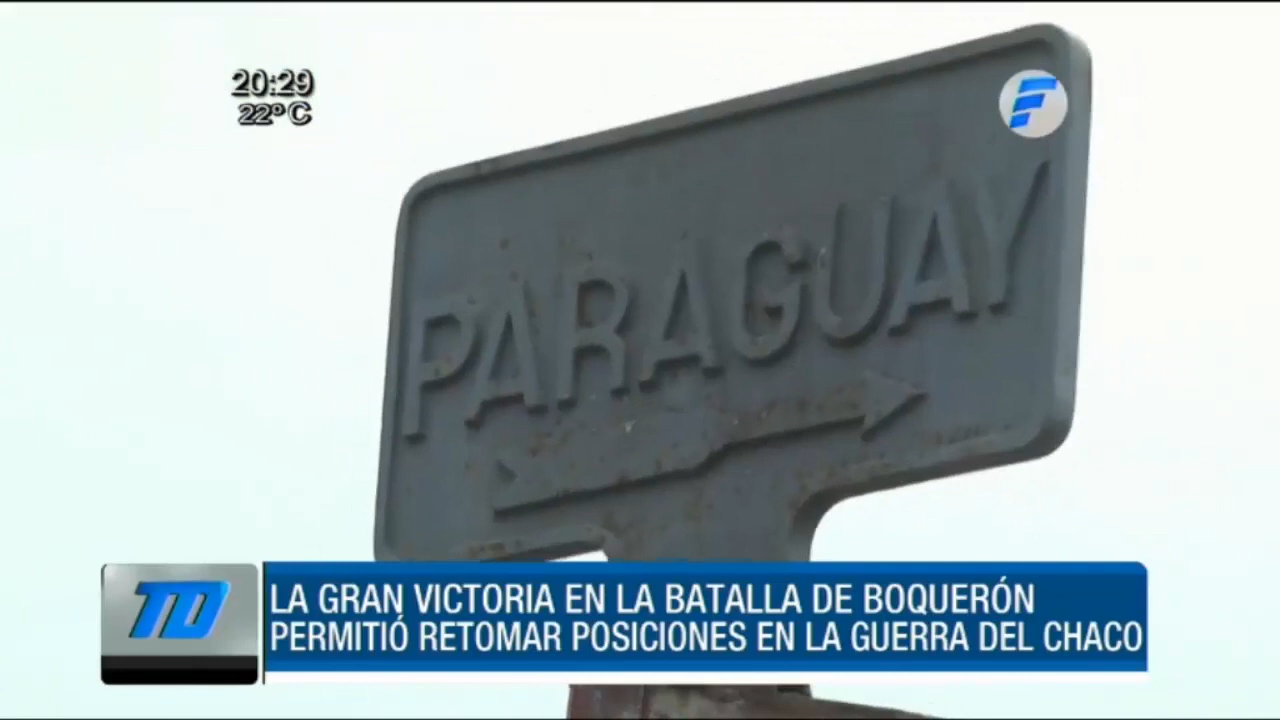 20:29
22ºC
PARAGUAY
TD
LA GRAN VICTORIA EN LA BATALLA DE BOQUERÓN
PERMITIÓ RETOMAR POSICIONES EN LA GUERRA DEL CHACO